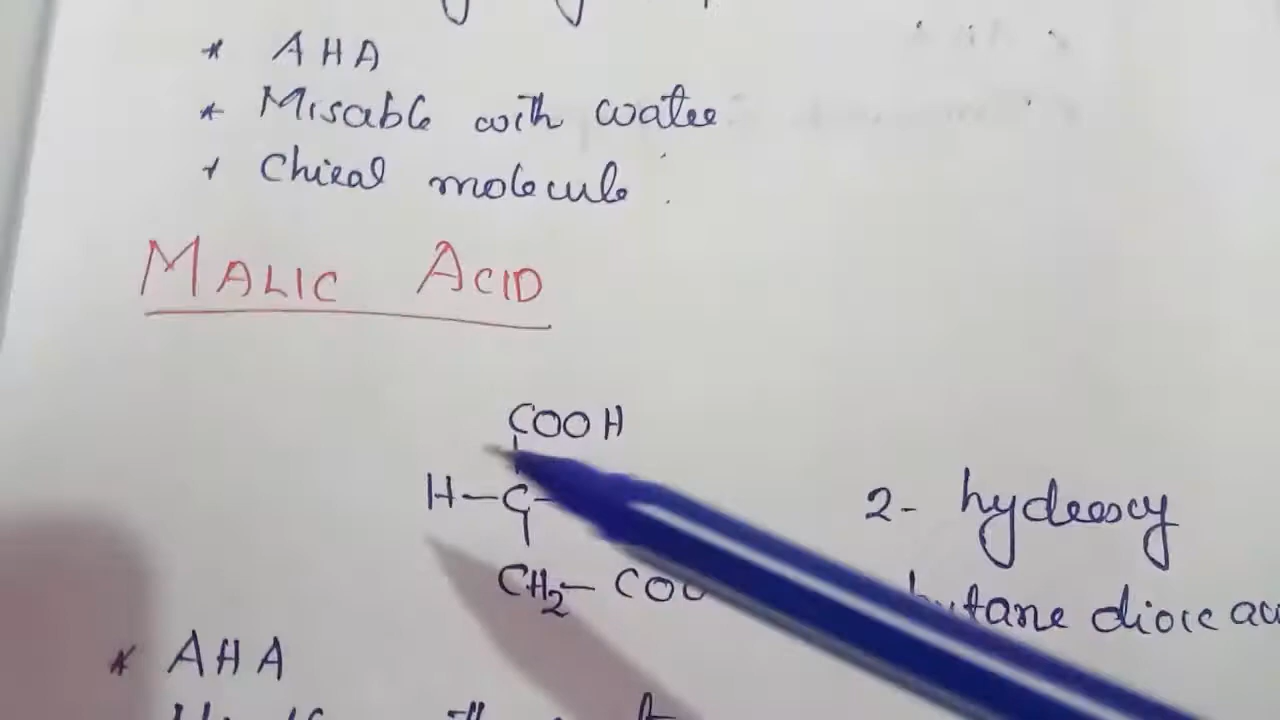 * AHA
* Misable with water
* Chiral molecule
MALIC ACID
COOH
H-C-
CH2-COO
2- hydroxy
butane dioic ac
* AHA